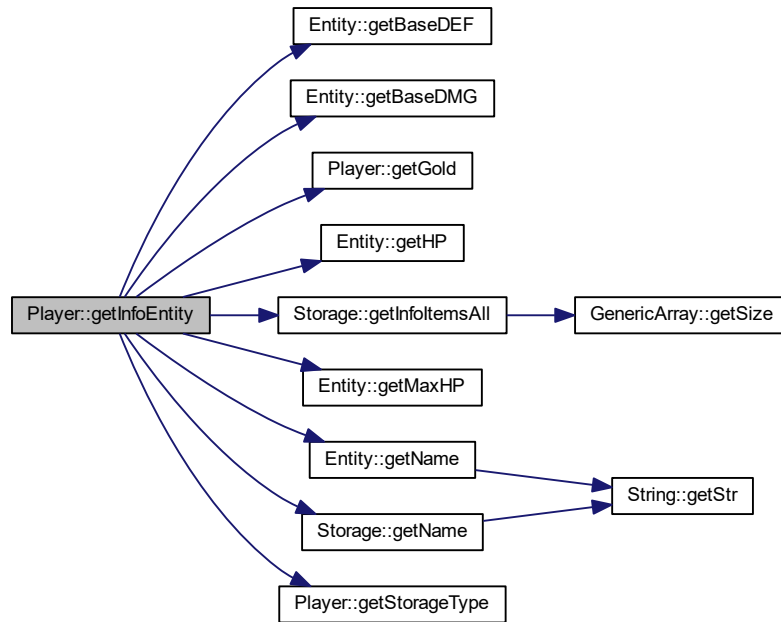 Entity::getBaseDEF
Entity::getBaseDMG
Player::getGold
Entity::getHP
Player::getInfoEntity
Storage::getInfoItemsAll
GenericArray::getSize
Entity::getMaxHP
Entity::getName
String::getStr
Storage::getName
Player::getStorageType